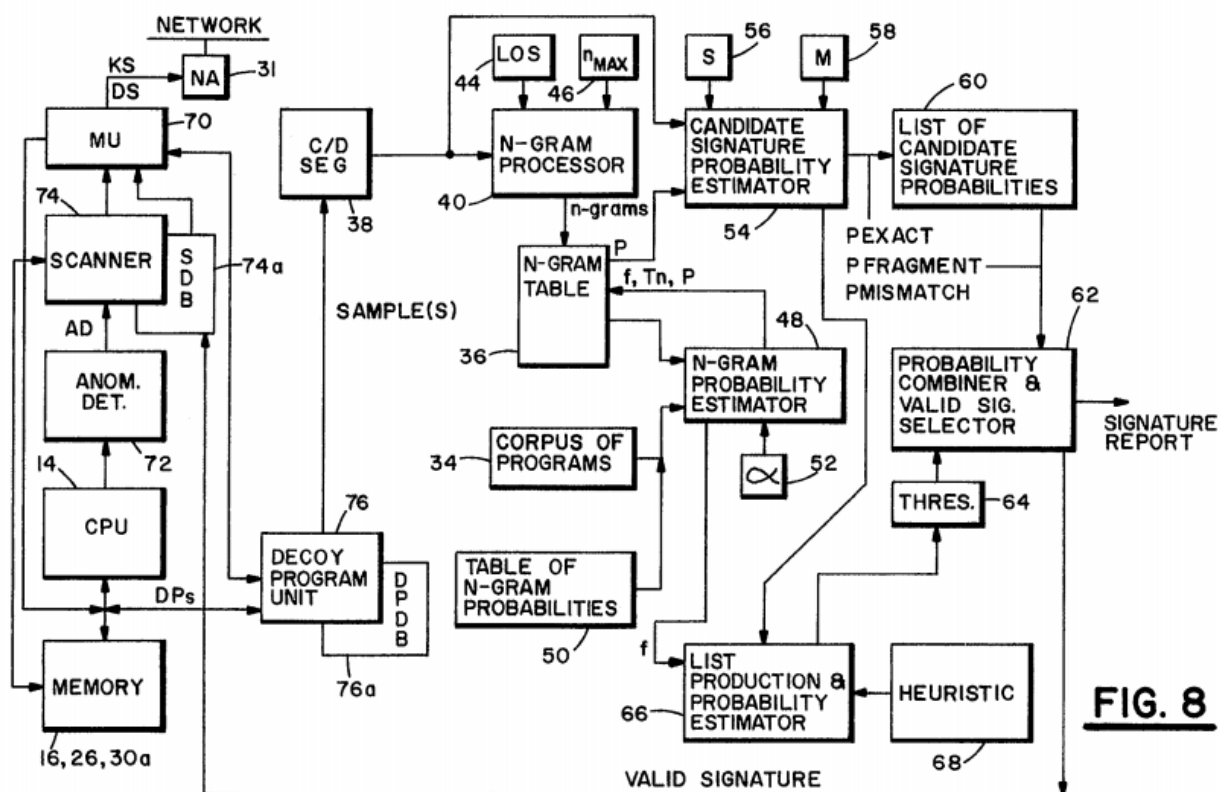 NETWORK
KS
DS
NA
31
MU
70
74
SCANNER
S
D
B
74a
AD
ANOM.
DET.
72
14
CPU
DPs
MEMORY
16, 26, 30a
C/D
SEG
38
SAMPLE(S)
76
DECOY
PROGRAM
UNIT
D
P
D
B
76a
LOS
44
nMAX
46
N-GRAM
PROCESSOR
40
n-grams
N-GRAM
TABLE
36
P
f, Tn, P
S
56
M
58
CANDIDATE
SIGNATURE
PROBABILITY
ESTIMATOR
54
60
LIST OF
CANDIDATE
SIGNATURE
PROBABILITIES
PEXACT
PFRAGMENT
PMISMATCH
48
N-GRAM
PROBABILITY
ESTIMATOR
CORPUS OF
PROGRAMS
34
α
52
TABLE OF
N-GRAM
PROBABILITIES
50
f
62
PROBABILITY
COMBINER &
VALID SIG.
SELECTOR
SIGNATURE
REPORT
THRES.
64
LIST
PRODUCTION &
PROBABILITY
ESTIMATOR
66
HEURISTIC
68
FIG. 8
VALID SIGNATURE